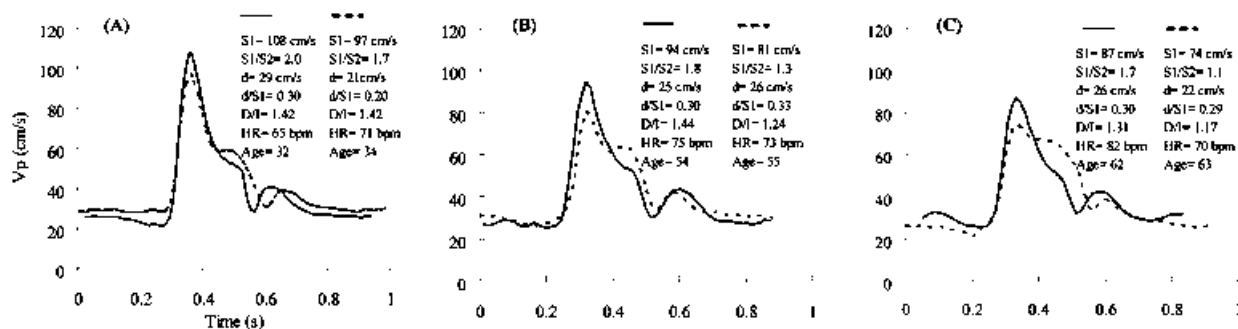 (A)
S1= 108 cm/s S1= 97 cm/s
S1/S2= 2.0 S1/S2= 1.7
d= 29 cm/s d= 21cm/s
d/S1= 0.30 d/S1= 0.20
D/I= 1.42 D/I= 1.42
HR= 65 bpm HR= 71 bpm
Age= 32 Age= 34
Vp (cm/s)
120
100
80
60
40
20
0
0 0.2 0.4 0.6 0.8 1
Time (s)
(B)
S1= 94 cm/s S1= 81 cm/s
S1/S2= 1.8 S1/S2= 1.3
d= 25 cm/s d= 26 cm/s
d/S1= 0.30 d/S1= 0.33
D/I= 1.44 D/I= 1.24
HR= 75 bpm HR= 73 bpm
Age= 54 Age= 55
120
100
80
60
40
20
0
0 0.2 0.4 0.6 0.8 1
(C)
S1= 87 cm/s S1= 74 cm/s
S1/S2= 1.7 S1/S2= 1.1
d= 26 cm/s d= 22 cm/s
d/S1= 0.30 d/S1= 0.29
D/I= 1.31 D/I= 1.17
HR= 82 bpm HR= 70 bpm
Age= 62 Age= 63
120
100
80
60
40
20
0
0 0.2 0.4 0.6 0.8 1